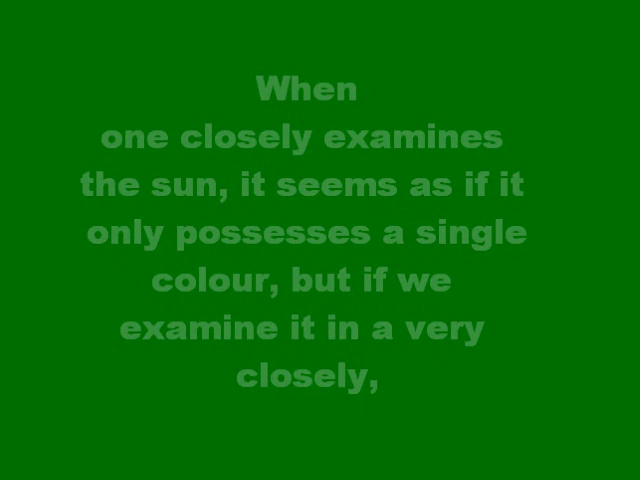 When
one closely examines
the sun, it seems as if it
only possesses a single
colour, but if we
examine it in a very
closely,